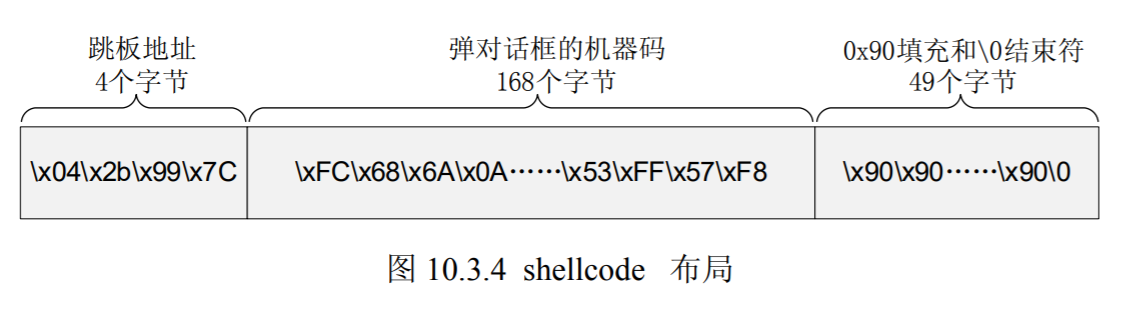 跳板地址
4个字节
弹对话框的机器码
168个字节
0x90填充和\0结束符
49个字节
\x04\x2b\x99\x7C
\xFC\x68\x6A\x0A……\x53\xFF\x57\xF8
\x90\x90……\x90\0
图 10.3.4 shellcode 布局